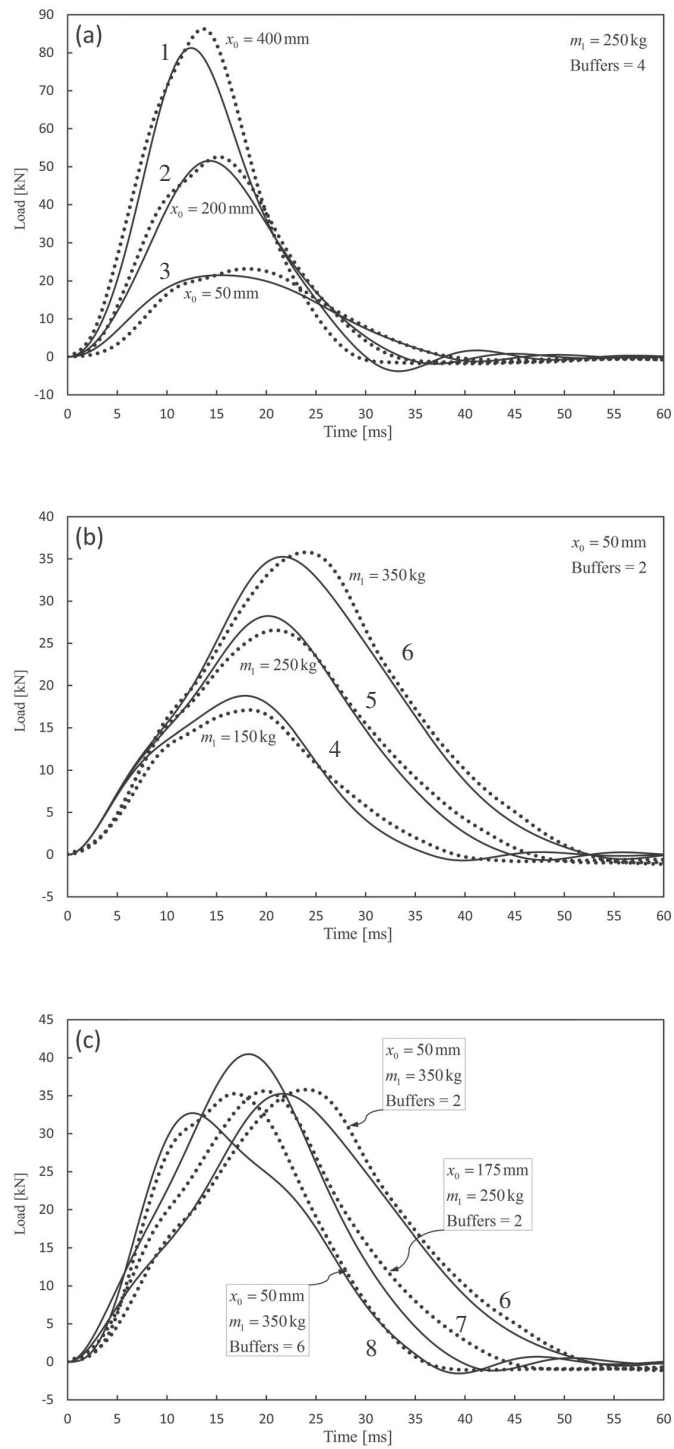 (a)
x₀ = 400 mm
m₁ = 250 kg
Buffers = 4
1
2
x₀ = 200 mm
3
x₀ = 50 mm
Load [kN]
90
80
70
60
50
40
30
20
10
0
-10
0 5 10 15 20 25 30 35 40 45 50 55 60
Time [ms]
(b)
x₀ = 50 mm
Buffers = 2
m₁ = 350 kg
6
m₁ = 250 kg
5
m₁ = 150 kg
4
Load [kN]
40
35
30
25
20
15
10
5
0
-5
0 5 10 15 20 25 30 35 40 45 50 55 60
Time [ms]
(c)
x₀ = 50 mm
m₁ = 350 kg
Buffers = 2
x₀ = 175 mm
m₁ = 250 kg
Buffers = 2
x₀ = 50 mm
m₁ = 350 kg
Buffers = 6
6
7
8
Load [kN]
45
40
35
30
25
20
15
10
5
0
-5
0 5 10 15 20 25 30 35 40 45 50 55 60
Time [ms]